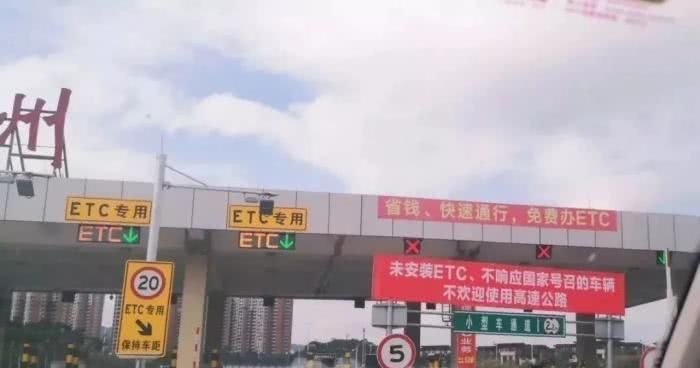 州
ETC专用
ETC
ETC专用
ETC
省钱、快速通行，免费办ETC
未安装ETC、不响应国家号召的车辆
不欢迎使用高速公路
20
ETC专用
保持车距
小型车通道
5
业务